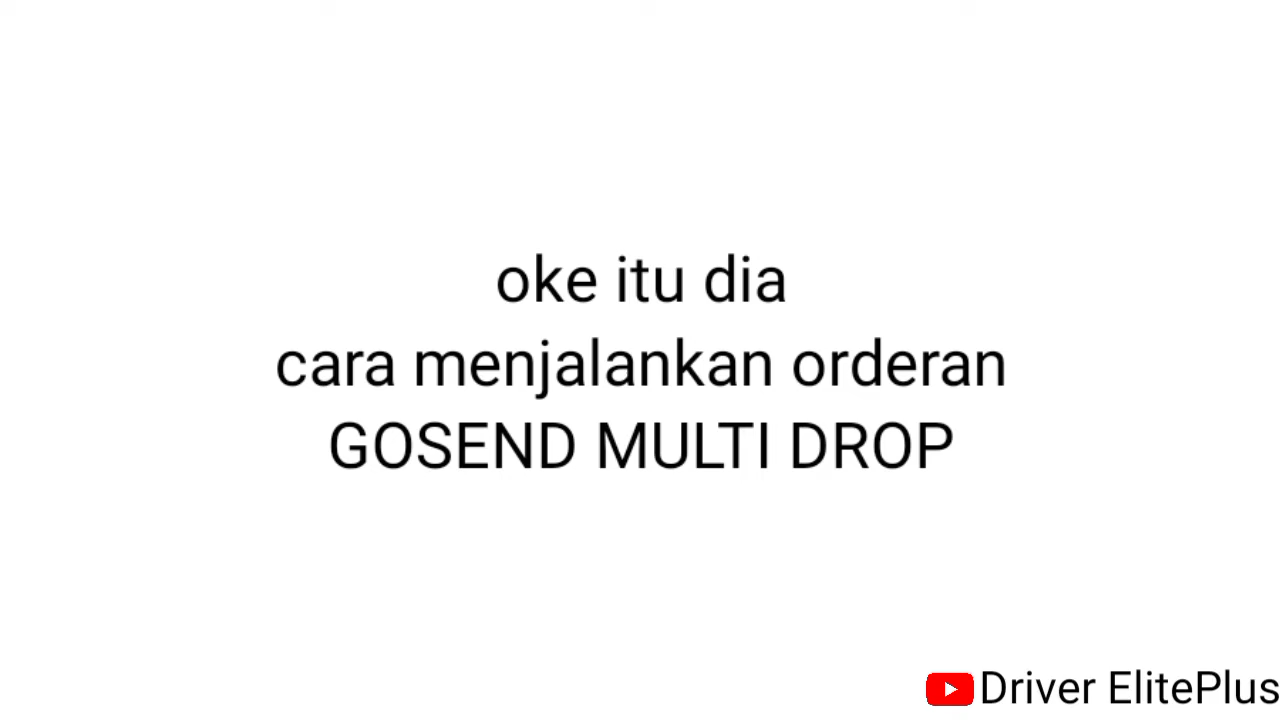 oke itu dia
cara menjalankan orderan
GOSEND MULTI DROP
Driver ElitePlus